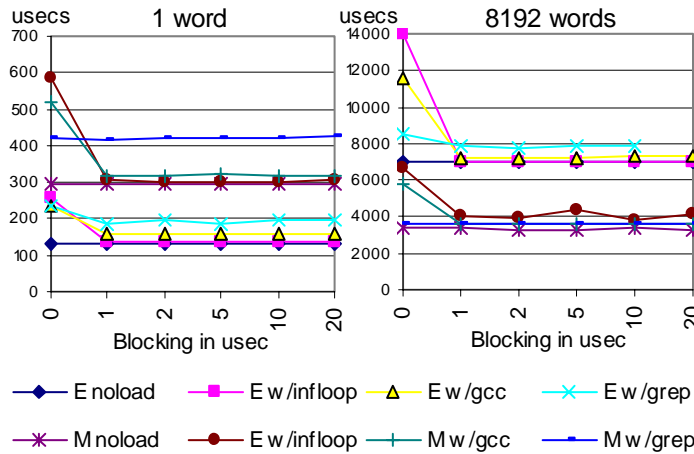 usecs 1 word
700
600
500
400
300
200
100
0
0 1 2 5 10 20
Blocking in usec
usecs 8192 words
14000
12000
10000
8000
6000
4000
2000
0
0 1 2 5 10 20
Blocking in usec
E noload E w/infloop E w/gcc E w/grep
M noload E w/infloop M w/gcc M w/grep